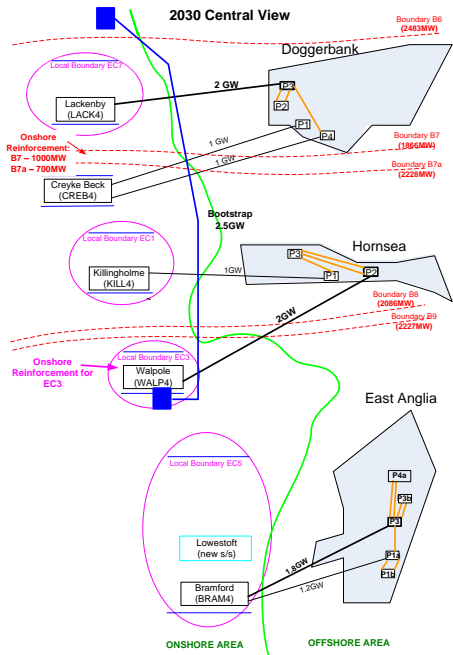 2030 Central View
Boundary B6
(2483MW)
Doggerbank
Local Boundary EC7
2 GW
P3
Lackenby
(LACK4)
P2
P1
P4
Onshore
Reinforcement:
B7 – 1000MW
B7a – 700MW
1 GW
1 GW
Boundary B7
(1866MW)
Boundary B7a
(2228MW)
Creyke Beck
(CREB4)
Bootstrap
2.5GW
Local Boundary EC1
Hornsea
P3
Killingholme
(KILL4)
1GW
P1
P2
Boundary B8
(2086MW)
Boundary B9
(2227MW)
2GW
Onshore
Reinforcement for
EC3
Local Boundary EC3
Walpole
(WALP4)
East Anglia
Local Boundary EC5
P4a
P3b
P3
Lowestoft
(new s/s)
P1a
P1b
1.8GW
1.2GW
Bramford
(BRAM4)
ONSHORE AREA
OFFSHORE AREA